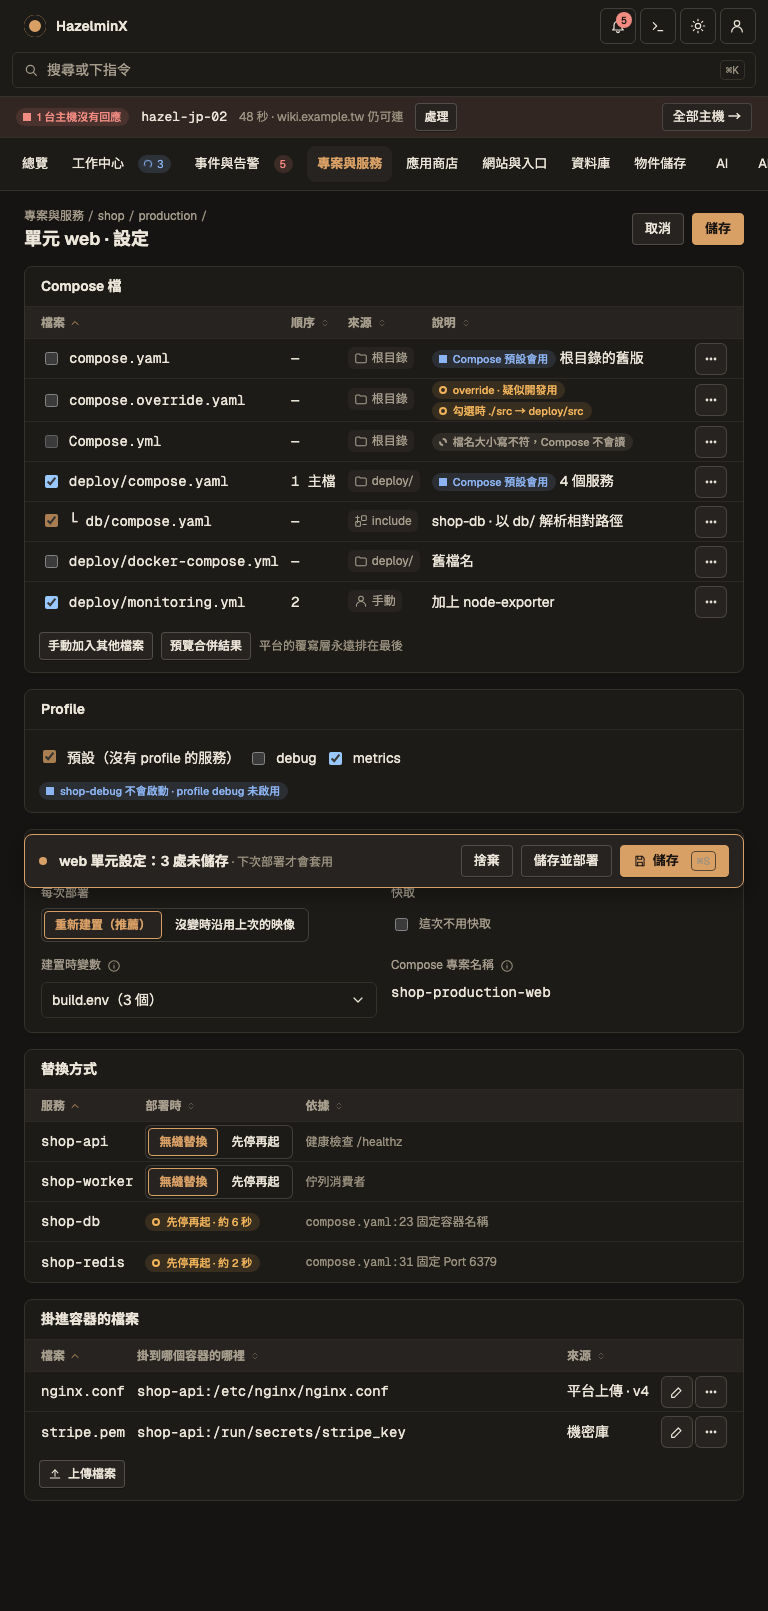 HazelminX
5
搜尋或下指令
⌘K
1 台主機沒有回應 hazel-jp-02 48 秒 · wiki.example.tw 仍可連 處理 全部主機 →
總覽 工作中心 3 事件與告警 5 專案與服務 應用商店 網站與入口 資料庫 物件儲存 AI
專案與服務 / shop / production /
單元 web · 設定
取消 儲存
Compose 檔
檔案 順序 來源 說明
compose.yaml — 根目錄 Compose 預設會用 根目錄的舊版
compose.override.yaml — 根目錄 override · 疑似開發用
勾選時 ./src → deploy/src
Compose.yml — 根目錄 檔名大小寫不符，Compose 不會讀
deploy/compose.yaml 1 主檔 deploy/ Compose 預設會用 4 個服務
└ db/compose.yaml — include shop-db · 以 db/ 解析相對路徑
deploy/docker-compose.yml — deploy/ 舊檔名
deploy/monitoring.yml 2 手動 加上 node-exporter
手動加入其他檔案 預覽合併結果 平台的覆寫層永遠排在最後
Profile
預設（沒有 profile 的服務） debug metrics
shop-debug 不會啟動 · profile debug 未啟用
web 單元設定：3 處未儲存 · 下次部署才會套用 捨棄 儲存並部署 儲存 ⌘S
每次部署 快取
重新建置（推薦） 沒變時沿用上次的映像 這次不用快取
建置時變數 Compose 專案名稱
build.env（3 個） shop-production-web
替換方式
服務 部署時 依據
shop-api 無縫替換 先停再起 健康檢查 /healthz
shop-worker 無縫替換 先停再起 佇列消費者
shop-db 先停再起 · 約 6 秒 compose.yaml:23 固定容器名稱
shop-redis 先停再起 · 約 2 秒 compose.yaml:31 固定 Port 6379
掛進容器的檔案
檔案 掛到哪個容器的哪裡 來源
nginx.conf shop-api:/etc/nginx/nginx.conf 平台上傳 · v4
stripe.pem shop-api:/run/secrets/stripe_key 機密庫
上傳檔案